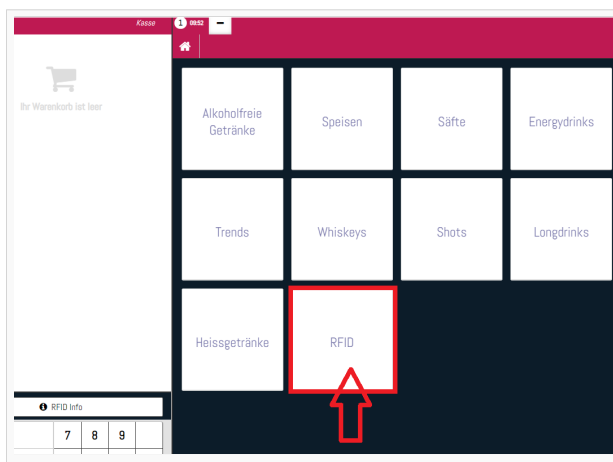 Kasse
1 09:52
Ihr Warenkorb ist leer
Alkoholfreie
Getränke
Speisen
Säfte
Energydrinks
Trends
Whiskeys
Shots
Longdrinks
Heissgetränke
RFID
RFID Info
7 8 9